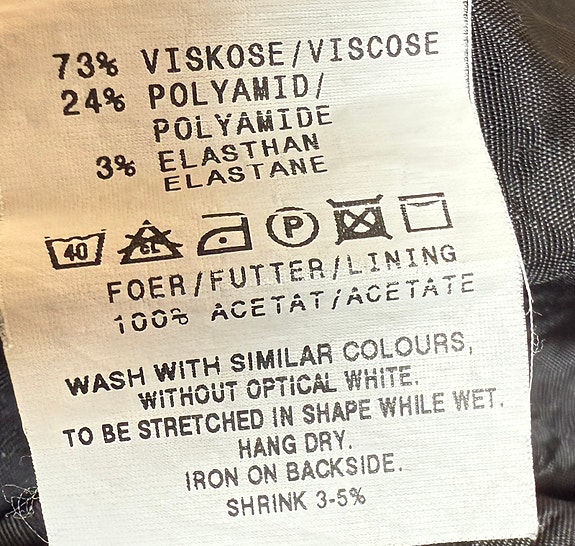 73% VISKOSE/VISCOSE
24% POLYAMID/
POLYAMIDE
3% ELASTHAN
ELASTANE
40 CL P
FOER/FUTTER/LINING
100% ACETAT/ACETATE
WASH WITH SIMILAR COLOURS,
WITHOUT OPTICAL WHITE.
TO BE STRETCHED IN SHAPE WHILE WET.
HANG DRY.
IRON ON BACKSIDE.
SHRINK 3-5%